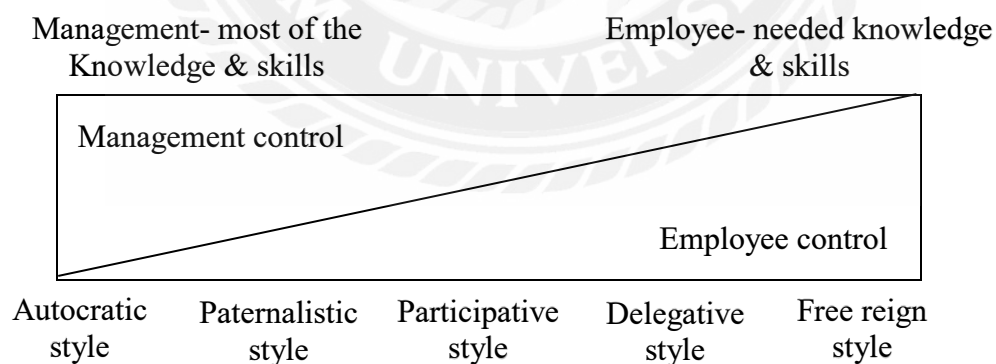 Management- most of the
Knowledge & skills
Employee- needed knowledge
& skills
Management control
Employee control
Autocratic
style
Paternalistic
style
Participative
style
Delegative
style
Free reign
style